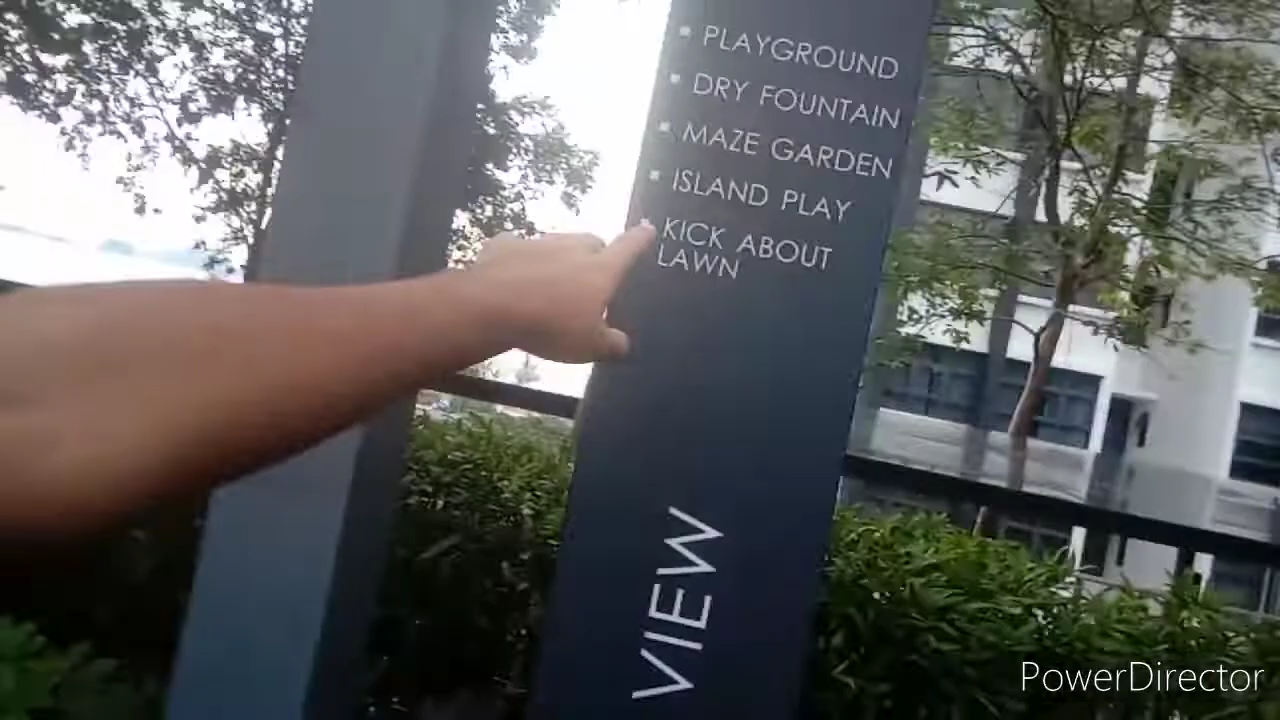 PLAYGROUND
DRY FOUNTAIN
MAZE GARDEN
ISLAND PLAY
KICK ABOUT
LAWN
VIEW
PowerDirector